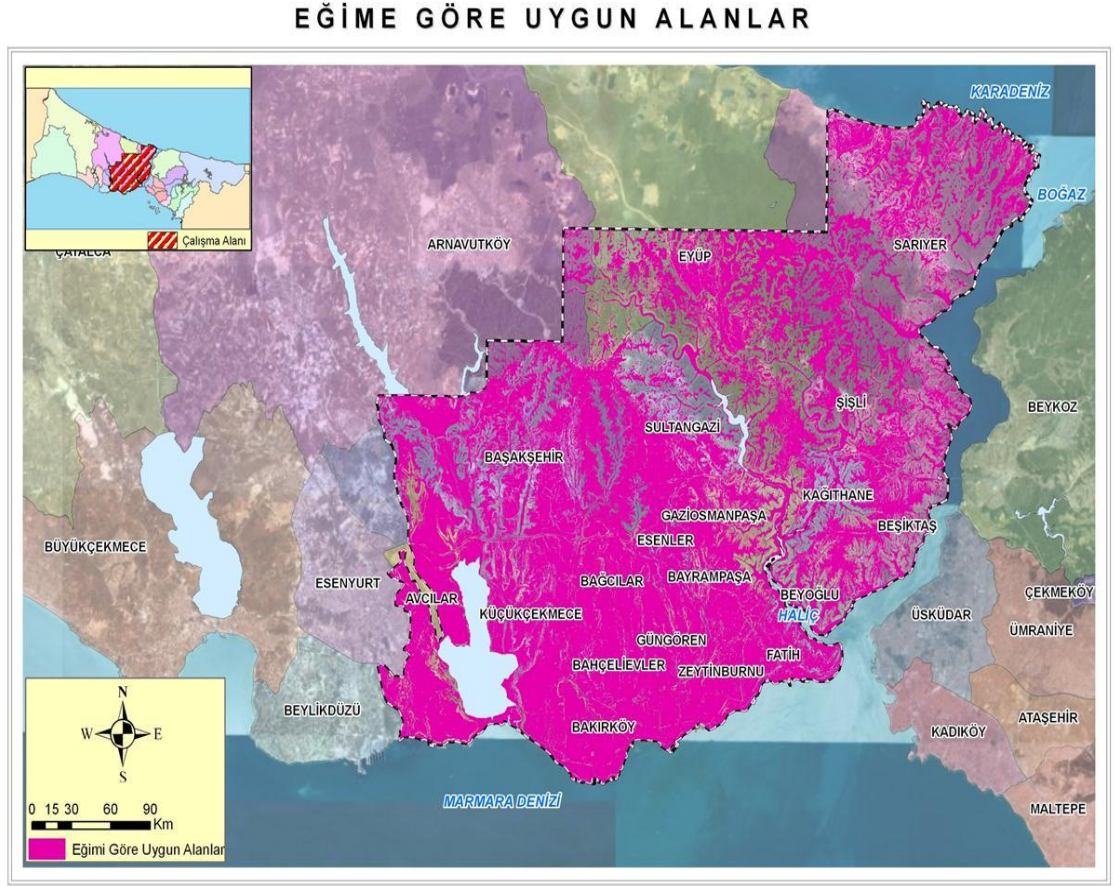 EĞİME GÖRE UYGUN ALANLAR
KARADENİZ
BOĞAZ
Çalışma Alanı
ÇATALCA
ARNAVUTKÖY
EYÜP
SARIYER
BEYKOZ
ŞİŞLİ
SULTANGAZİ
BAŞAKŞEHİR
KAĞITHANE
GAZİOSMANPAŞA
BEŞİKTAŞ
ESENLER
BÜYÜKÇEKMECE
ESENYURT
BAĞCILAR
BAYRAMPAŞA
AVCILAR
BEYOĞLU
ÇEKMEKÖY
KÜÇÜKÇEKMECE
HALİÇ
ÜSKÜDAR
ÜMRANİYE
GÜNGÖREN
FATİH
BAHÇELİEVLER
ZEYTİNBURNU
BEYLİKDÜZÜ
BAKIRKÖY
KADIKÖY
ATAŞEHİR
MARMARA DENİZİ
MALTEPE
N
W E
S
0 15 30 60 90
Km
Eğimi Göre Uygun Alanlar